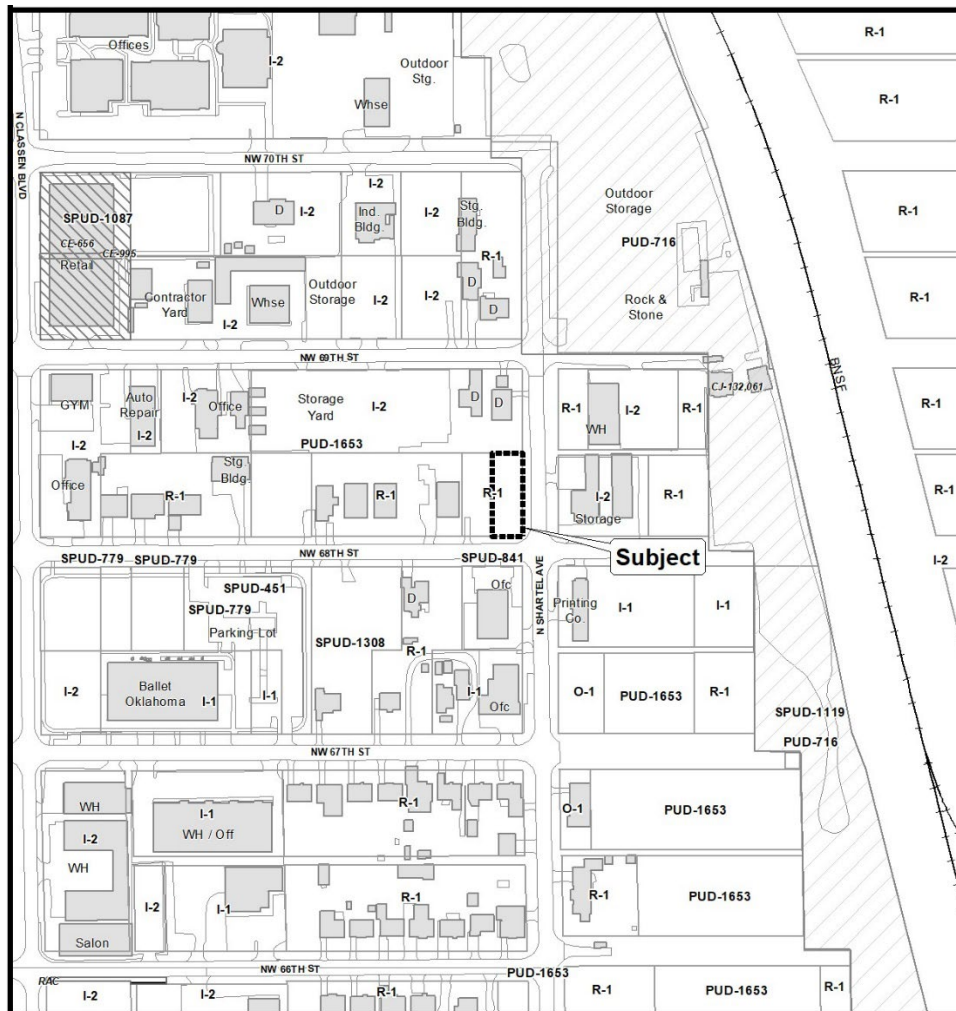 Offices
I-2
Outdoor
Stg.
Whse
R-1
R-1
N CLASSEN BLVD
NW 70TH ST
SPUD-1087
CE-656
CE-995
Retail
D
I-2
I-2
Ind.
Bldg.
I-2
Stg.
Bldg.
R-1
Outdoor
Storage
PUD-716
R-1
Contractor
Yard
I-2
Whse
Outdoor
Storage
I-2
I-2
D
D
Rock &
Stone
R-1
NW 69TH ST
BNSF
CJ-132,061
GYM
Auto
Repair
I-2
I-2
Office
Storage
Yard
I-2
D
D
R-1
I-2
WH
R-1
R-1
I-2
PUD-1653
Office
Stg.
Bldg
R-1
R-1
R-1
I-2
Storage
R-1
R-1
NW 68TH ST
Subject
SPUD-779
SPUD-779
SPUD-841
I-2
SPUD-451
SPUD-779
Parking Lot
D
Ofc
N SHARTEL AVE
Printing
Co.
I-1
I-1
SPUD-1308
R-1
I-2
Ballet
Oklahoma
I-1
I-1
I-1
Ofc
O-1
PUD-1653
R-1
SPUD-1119
PUD-716
NW 67TH ST
WH
I-2
WH
I-1
WH / Off
R-1
O-1
PUD-1653
I-2
I-1
R-1
R-1
PUD-1653
Salon
NW 66TH ST
PUD-1653
RAC
I-2
I-2
R-1
R-1
PUD-1653
R-1